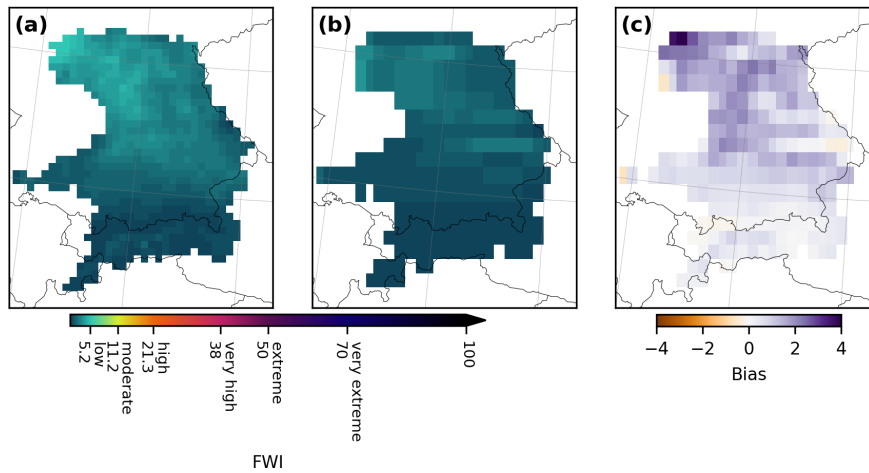 (a)
(b)
(c)
5.2
low
11.2
moderate
21.3
high
38
very high
50
extreme
70
very extreme
100
FWI
−4
−2
0
2
4
Bias